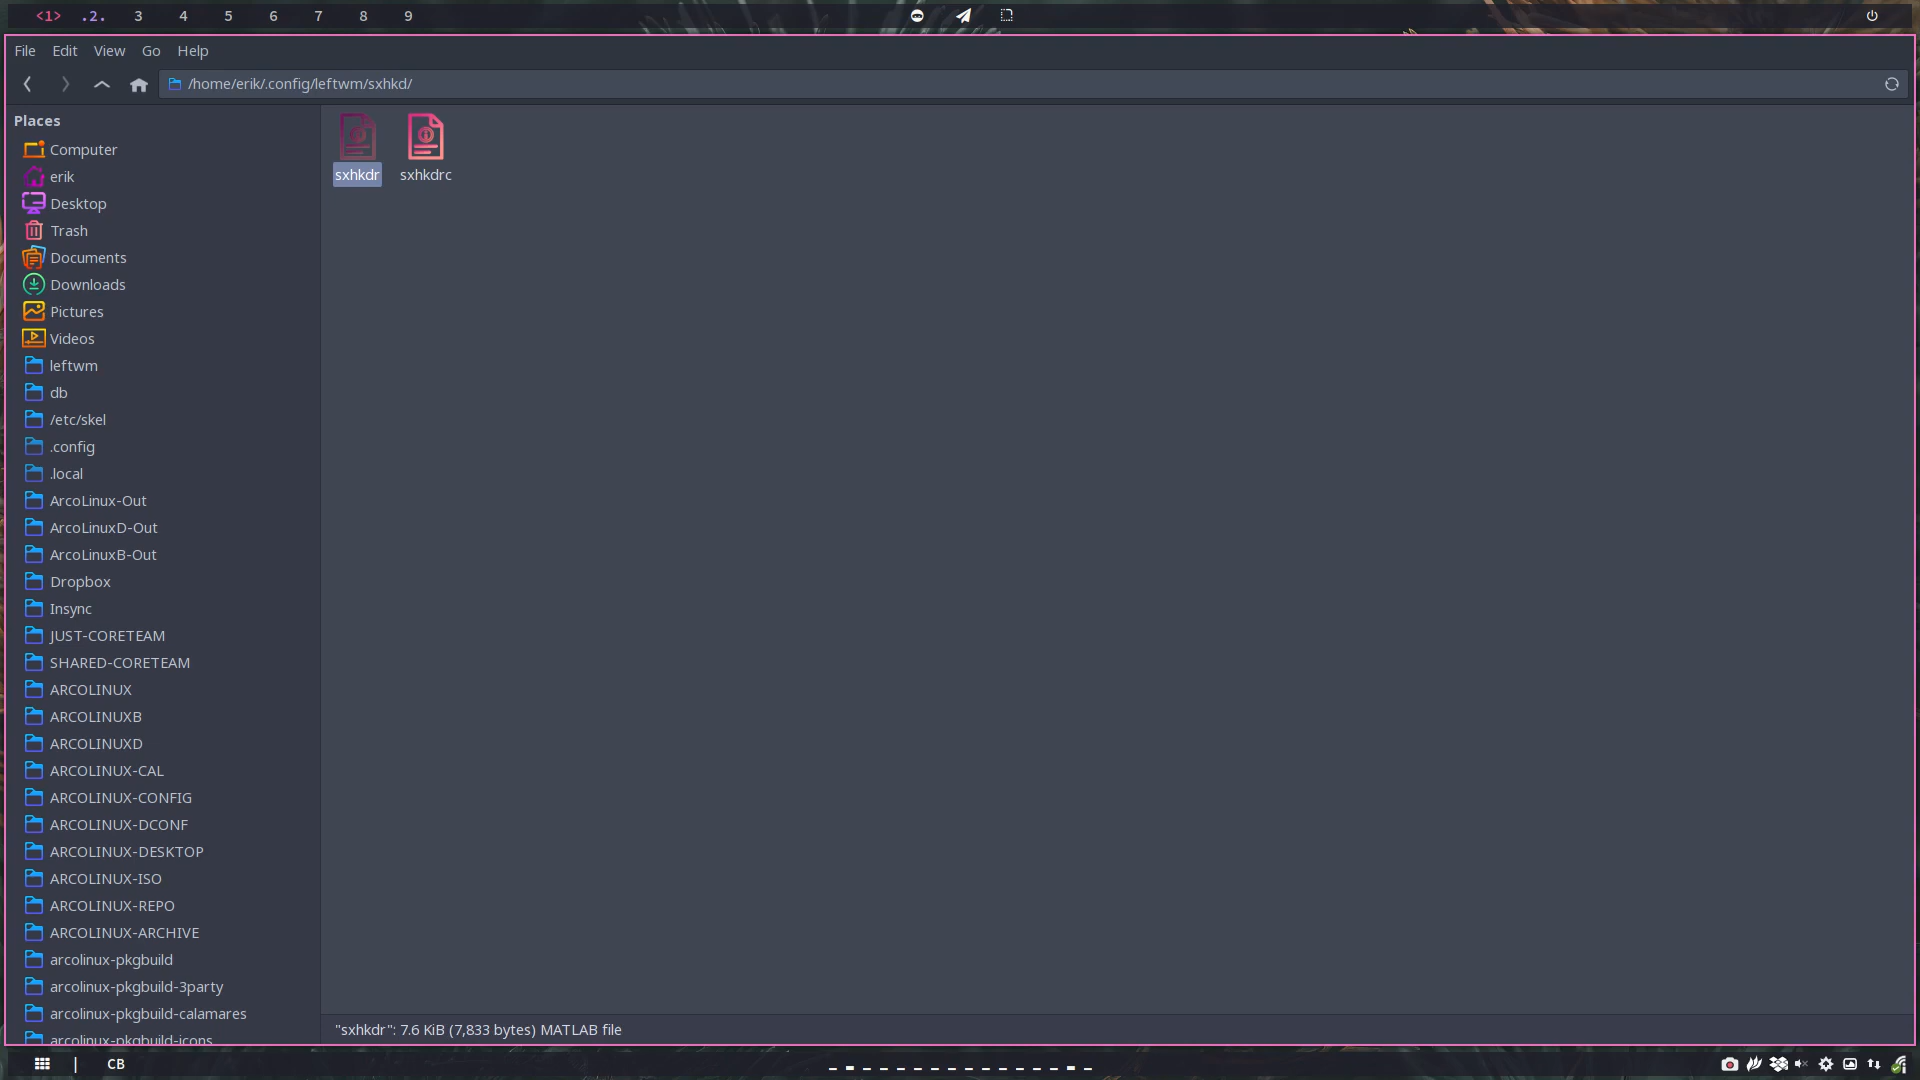 <1> .2. 3 4 5 6 7 8 9
File Edit View Go Help
/home/erik/.config/leftwm/sxhkd/
Places
Computer
erik
Desktop
Trash
Documents
Downloads
Pictures
Videos
leftwm
db
/etc/skel
.config
.local
ArcoLinux-Out
ArcoLinuxD-Out
ArcoLinuxB-Out
Dropbox
Insync
JUST-CORETEAM
SHARED-CORETEAM
ARCOLINUX
ARCOLINUXB
ARCOLINUXD
ARCOLINUX-CAL
ARCOLINUX-CONFIG
ARCOLINUX-DCONF
ARCOLINUX-DESKTOP
ARCOLINUX-ISO
ARCOLINUX-REPO
ARCOLINUX-ARCHIVE
arcolinux-pkgbuild
arcolinux-pkgbuild-3party
arcolinux-pkgbuild-calamares
arcolinux-pkgbuild-icons
sxhkdr sxhkdrc
"sxhkdr": 7.6 KiB (7,833 bytes) MATLAB file
| CB